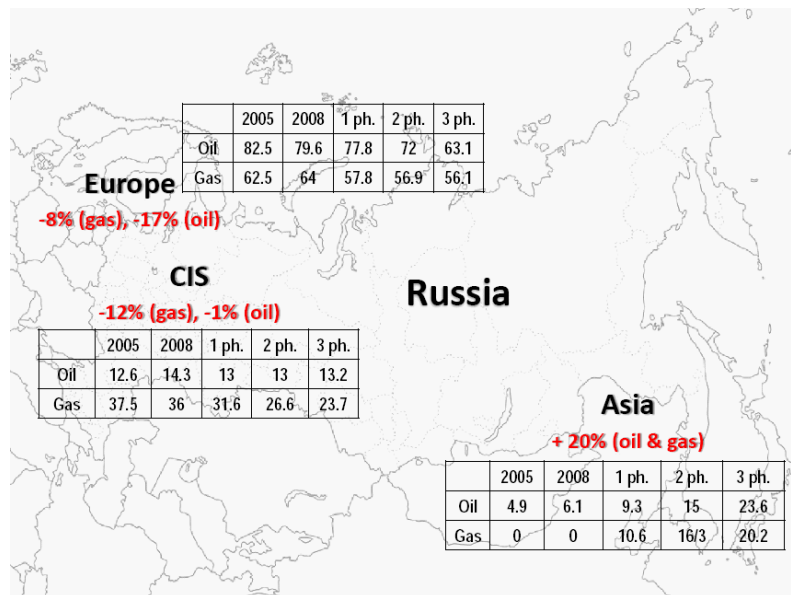 2005 2008 1 ph. 2 ph. 3 ph.
Oil 82.5 79.6 77.8 72 63.1
Gas 62.5 64 57.8 56.9 56,1
Europe
-8% (gas), -17% (oil)
CIS
-12% (gas), -1% (oil)
Russia
2005 2008 1 ph. 2 ph. 3 ph.
Oil 12.6 14.3 13 13 13.2
Gas 37.5 36 31.6 26.6 23.7
Asia
+ 20% (oil & gas)
2005 2008 1 ph. 2 ph. 3 ph.
Oil 4.9 6.1 9.3 15 23.6
Gas 0 0 10.6 16/3 20.2